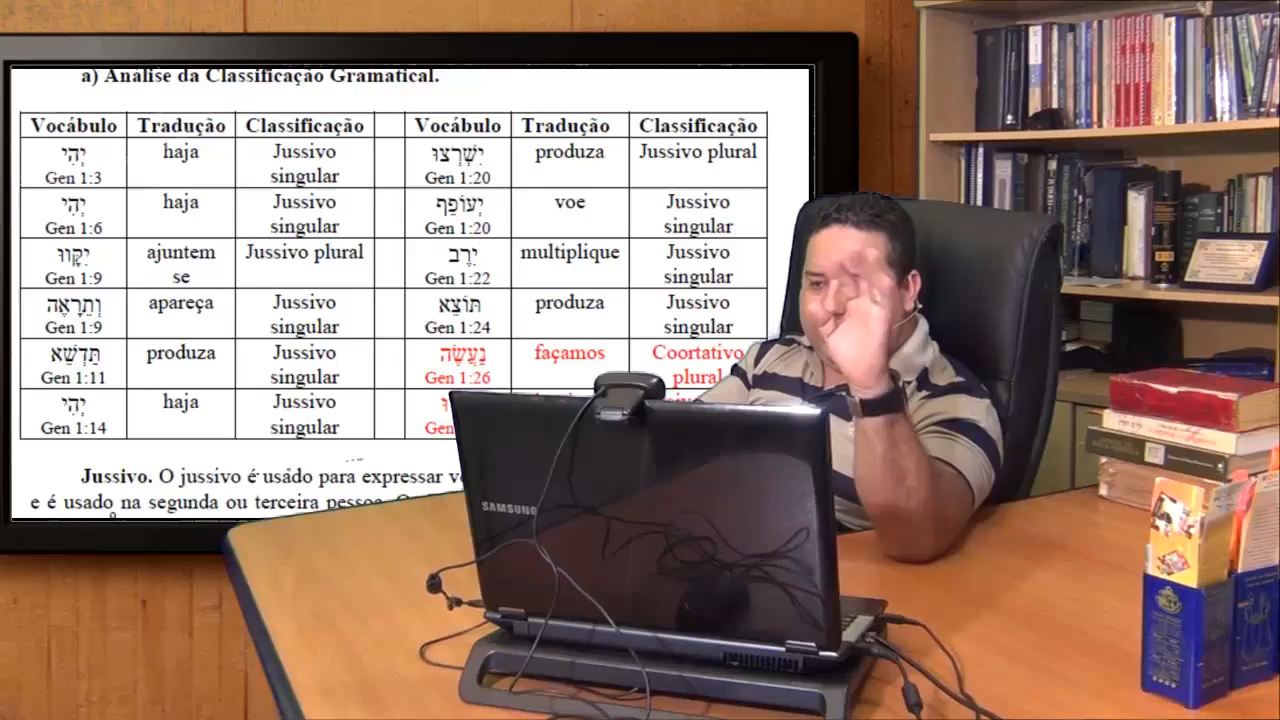 a) Análise da Classificação Gramatical.
Vocábulo Tradução Classificação Vocábulo Tradução Classificação
יְהִי haja Jussivo יִשְׁרְצוּ produza Jussivo plural
Gen 1:3 singular Gen 1:20
יְהִי haja Jussivo יְעוֹפֵף voe Jussivo
Gen 1:6 singular Gen 1:20 singular
יִקָּווּ ajuntem Jussivo plural יִרֶב multiplique Jussivo
Gen 1:9 se Gen 1:22 singular
וְתֵרָאֶה apareça Jussivo תּוֹצֵא produza Jussivo
Gen 1:9 singular Gen 1:24 singular
תַּדְשֵׁא produza Jussivo נַעֲשֶׂה façamos Coortativo
Gen 1:11 singular Gen 1:26 plural
יְהִי haja Jussivo
Gen 1:14 singular
Jussivo. O jussivo é usado para expressar
e é usado na segunda ou terceira pessoa.
SAMSUNG